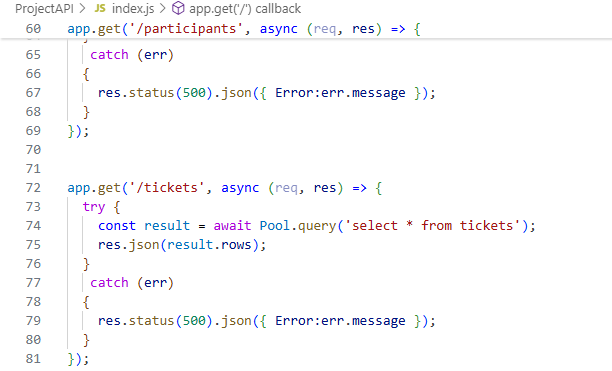 ProjectAPI > JS index.js > app.get('/') callback
60 app.get('/participants', async (req, res) => {
65 catch (err)
66 {
67 res.status(500).json({ Error:err.message });
68 }
69 });
70
71
72 app.get('/tickets', async (req, res) => {
73 try {
74 const result = await Pool.query('select * from tickets');
75 res.json(result.rows);
76 }
77 catch (err)
78 {
79 res.status(500).json({ Error:err.message });
80 }
81 });